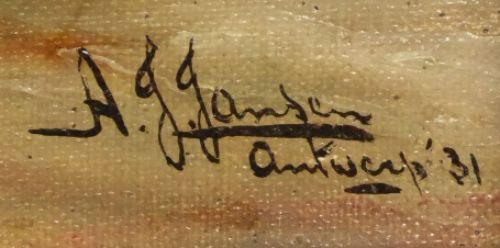 A. J. Jansen
Antwerp '31